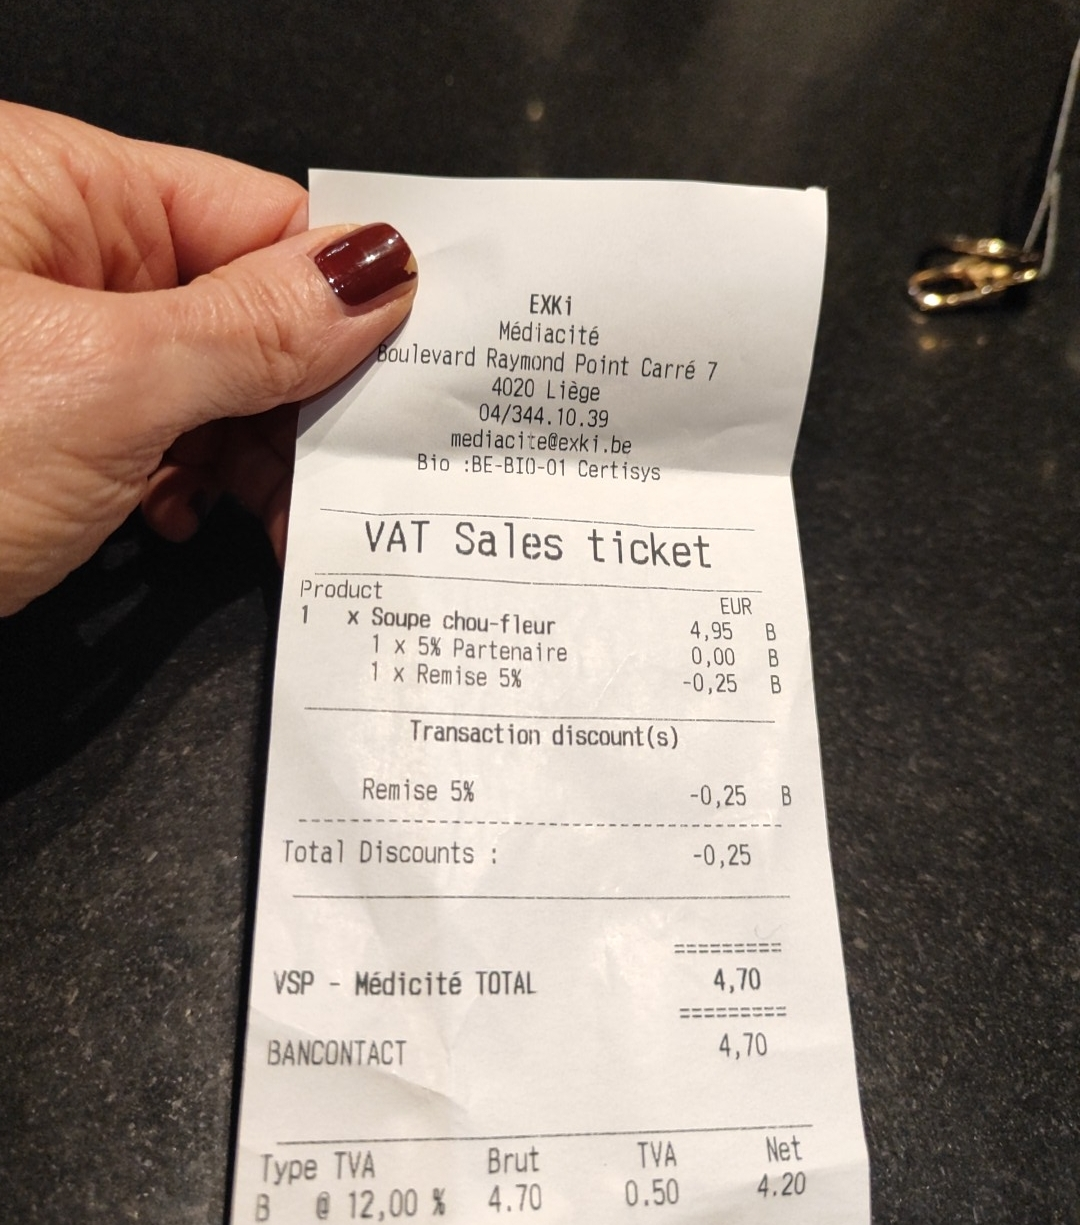 EXKi
Médiacité
Boulevard Raymond Point Carré 7
4020 Liège
04/344.10.39
mediacite@exki.be
Bio :BE-BIO-01 Certisys
VAT Sales ticket
Product EUR
1 x Soupe chou-fleur 4,95 B
1 x 5% Partenaire 0,00 B
1 x Remise 5% -0,25 B
Transaction discount(s)
Remise 5% -0,25 B
Total Discounts : -0,25
=========
VSP - Médicité TOTAL 4,70
=========
BANCONTACT 4,70
Type TVA Brut TVA Net
B @ 12,00 % 4.70 0.50 4.20